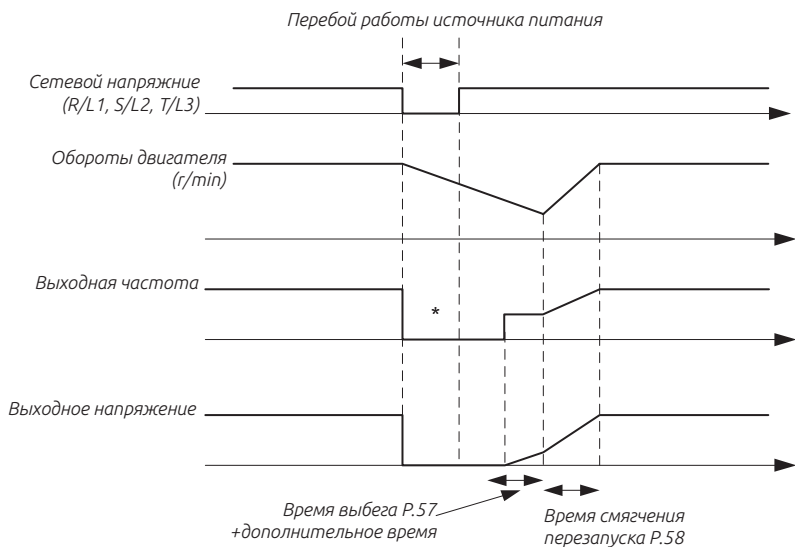 Перебой работы источника питания
Сетевой напряжние
(R/L1, S/L2, T/L3)
Обороты двигателя
(r/min)
Выходная частота
*
Выходное напряжение
Время выбега P.57
+дополнительное время
Время смягчения
перезапуска P.58